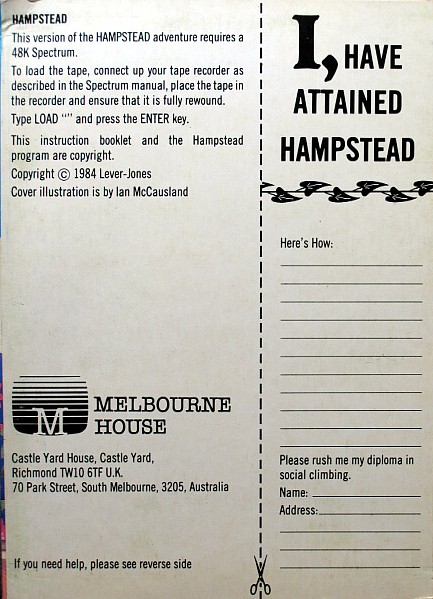 HAMPSTEAD
This version of the HAMPSTEAD adventure requires a
48K Spectrum.
To load the tape, connect up your tape recorder as
described in the Spectrum manual, place the tape in
the recorder and ensure that it is fully rewound.
Type LOAD "" and press the ENTER key.
This instruction booklet and the Hampstead
program are copyright.
Copyright © 1984 Lever-Jones
Cover illustration is by Ian McCausland
M
MELBOURNE
HOUSE
Castle Yard House, Castle Yard,
Richmond TW10 6TF U.K.
70 Park Street, South Melbourne, 3205, Australia
If you need help, please see reverse side
I, HAVE
ATTAINED
HAMPSTEAD
Here's How:
Please rush me my diploma in
social climbing.
Name:
Address: